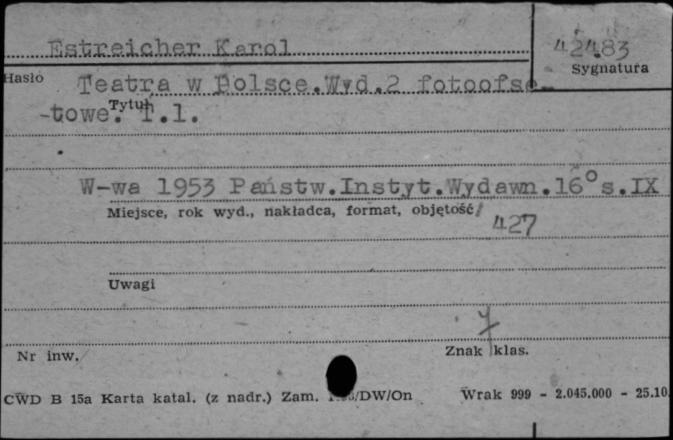 Estreicher Karol
42483
Hasło
Sygnatura
Teatra w Polsce.Wyd.2 fotoofse-
-towe. T.1.
Tytuł
W-wa 1953 Państw.Instyt.Wydawn.16° s.IX
Miejsce, rok wyd., nakładca, format, objętość
427
Uwagi
Nr inw.
Znak klas.
CWD B 15a Karta katal. (z nadr.) Zam. /DW/On
Wrak 999 - 2.045.000 - 25.10.